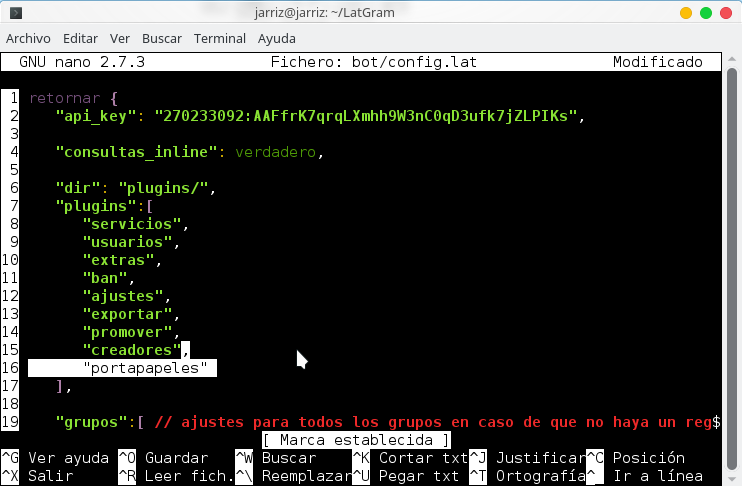 jarriz@jarriz: ~/LatGram
Archivo Editar Ver Buscar Terminal Ayuda
GNU nano 2.7.3 Fichero: bot/config.lat Modificado
1 retornar {
2 "api_key": "270233092:AAFfrK7qrqLXmhh9W3nC0qD3ufk7jZLPIKs",
3
4 "consultas_inline": verdadero,
5
6 "dir": "plugins/",
7 "plugins":[
8 "servicios",
9 "usuarios",
10 "extras",
11 "ban",
12 "ajustes",
13 "exportar",
14 "promover",
15 "creadores",
16 "portapapeles"
17 ],
18
19 "grupos":[ // ajustes para todos los grupos en caso de que no haya un reg$
[ Marca establecida ]
^G Ver ayuda ^O Guardar ^W Buscar ^K Cortar txt ^J Justificar ^C Posición
^X Salir ^R Leer fich. ^\ Reemplazar ^U Pegar txt ^T Ortografía ^_ Ir a línea